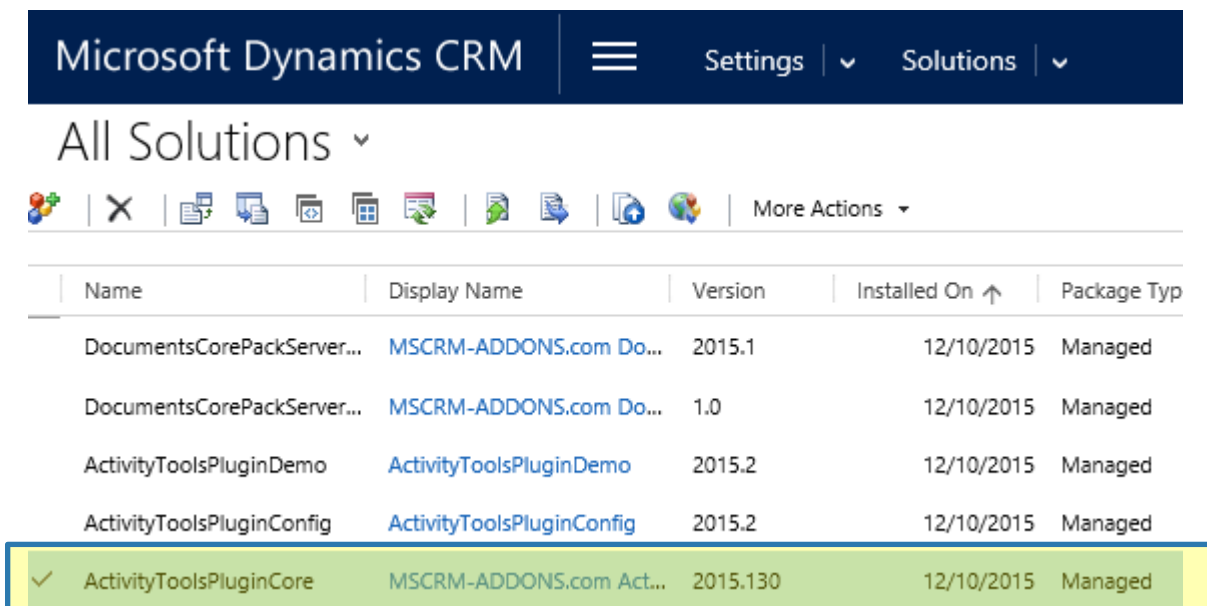 Microsoft Dynamics CRM Settings Solutions
All Solutions
More Actions
Name Display Name Version Installed On Package Typ
DocumentsCorePackServer... MSCRM-ADDONS.com Do... 2015.1 12/10/2015 Managed
DocumentsCorePackServer... MSCRM-ADDONS.com Do... 1.0 12/10/2015 Managed
ActivityToolsPluginDemo ActivityToolsPluginDemo 2015.2 12/10/2015 Managed
ActivityToolsPluginConfig ActivityToolsPluginConfig 2015.2 12/10/2015 Managed
ActivityToolsPluginCore MSCRM-ADDONS.com Act... 2015.130 12/10/2015 Managed